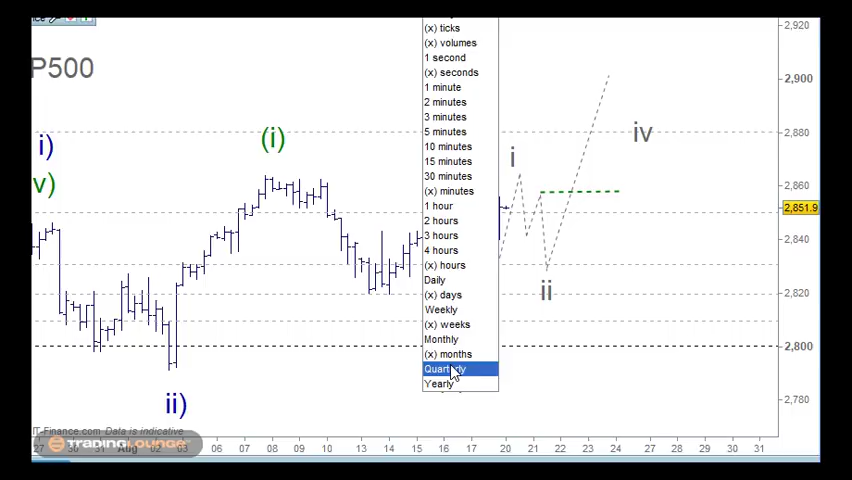 P500
i)
v)
(i)
ii)
(x) ticks
(x) volumes
1 second
(x) seconds
1 minute
2 minutes
3 minutes
5 minutes
10 minutes
15 minutes
30 minutes
(x) minutes
1 hour
2 hours
3 hours
4 hours
(x) hours
Daily
(x) days
Weekly
(x) weeks
Monthly
(x) months
Quarterly
Yearly
i
ii
iv
2,920
2,900
2,880
2,860
2,851.9
2,840
2,820
2,800
2,780
IT-Finance.com Data is indicative
TRADINGLOUNGE
27 30 31 Aug 02 03 06 07 08 09 10 13 14 15 16 17 20 21 22 23 24 27 28 29 30 31